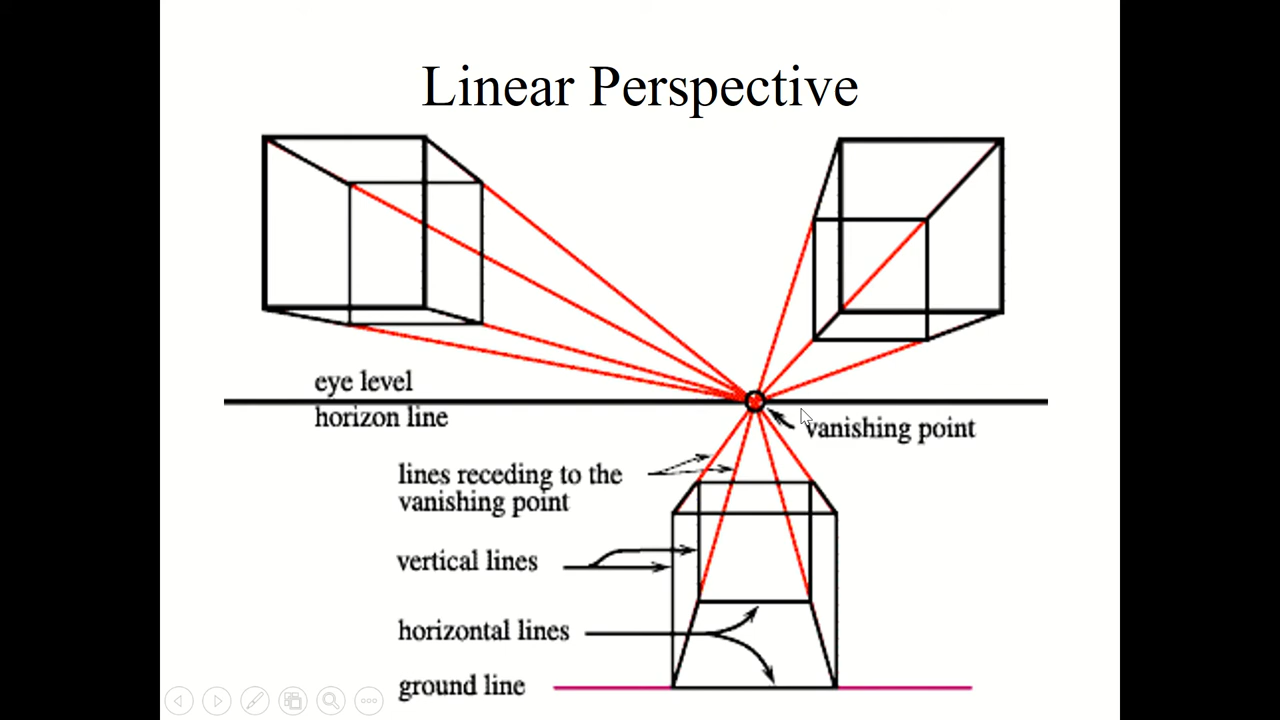 Linear Perspective
eye level
horizon line
vanishing point
lines receding to the
vanishing point
vertical lines
horizontal lines
ground line